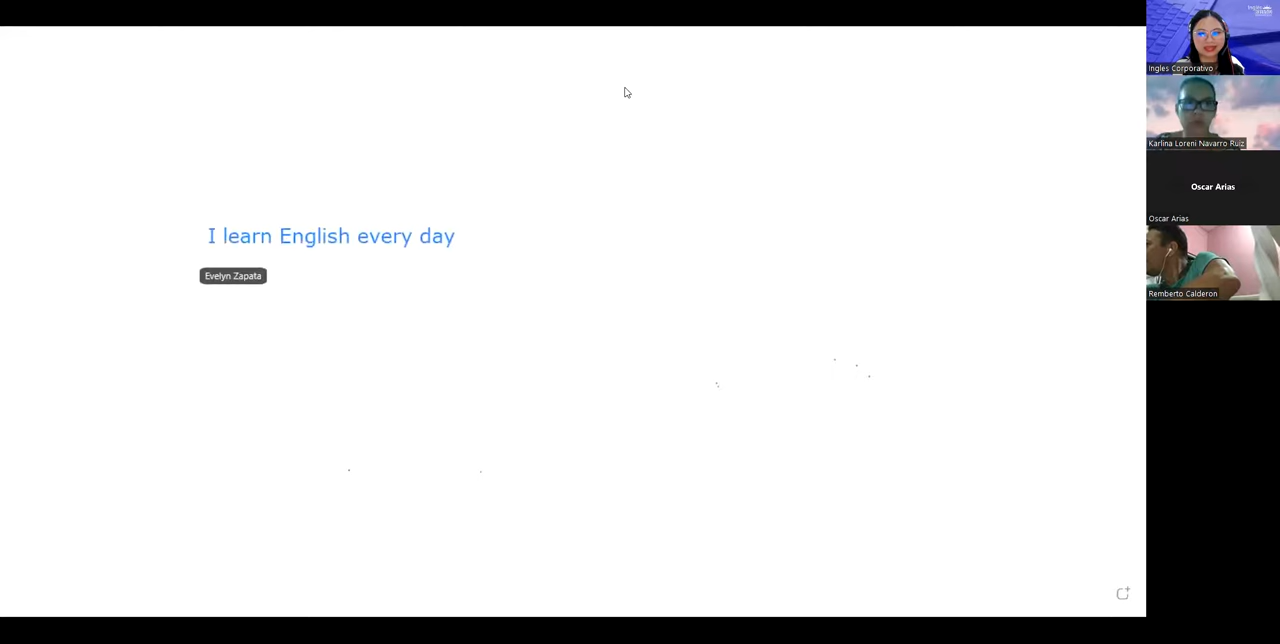 I learn English every day
Evelyn Zapata
Ingles Corporativo
Karlina Loreni Navarro Ruiz
Oscar Arias
Oscar Arias
Remberto Calderon